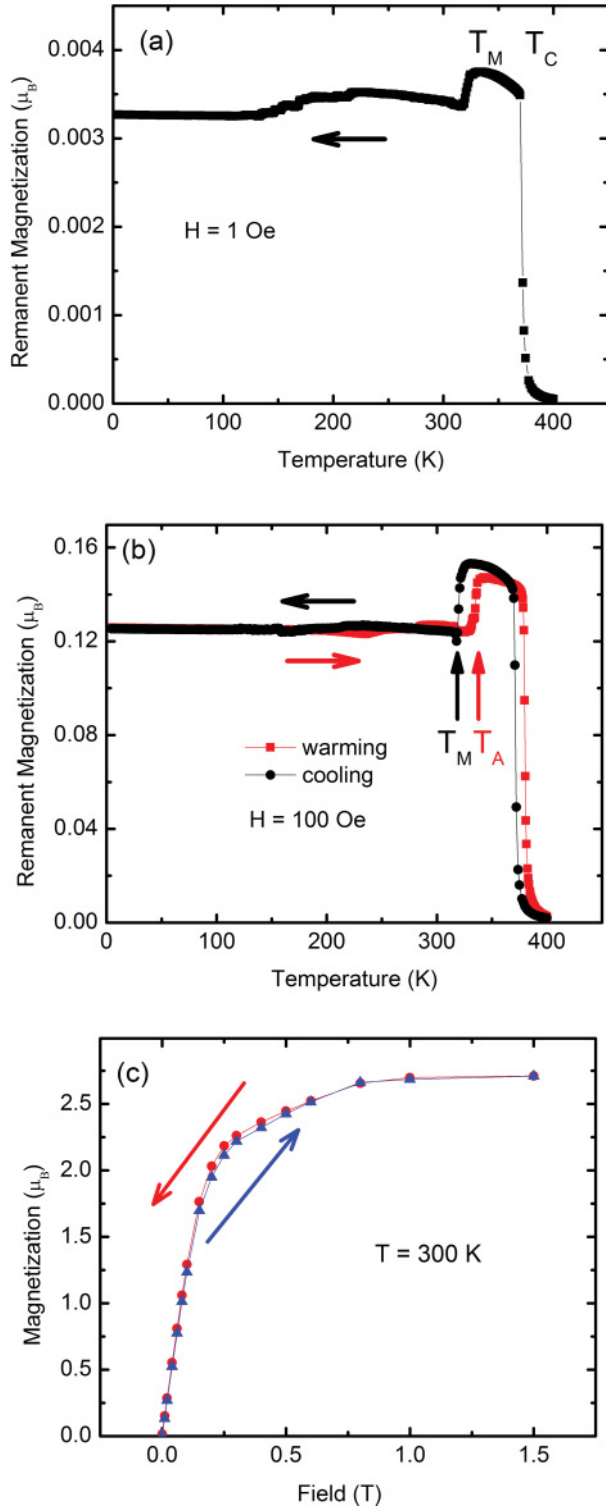 (a)
T_M T_C
0.004
0.003
0.002
0.001
0.000
Remanent Magnetization (μ_B)
H = 1 Oe
0 100 200 300 400
Temperature (K)
(b)
0.16
0.12
0.08
0.04
0.00
Remanent Magnetization (μ_B)
T_M T_A
warming
cooling
H = 100 Oe
0 100 200 300 400
Temperature (K)
(c)
2.5
2.0
1.5
1.0
0.5
0.0
Magnetization (μ_B)
T = 300 K
0.0 0.5 1.0 1.5
Field (T)